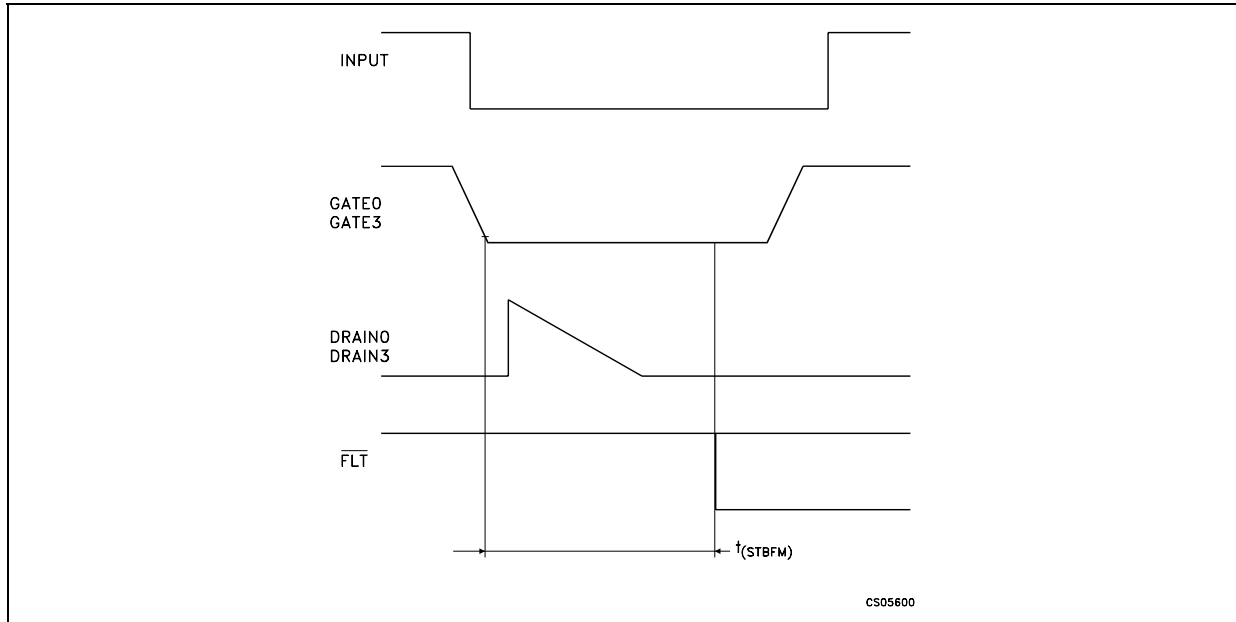 INPUT
GATE0
GATE3
DRAIN0
DRAIN3
FLT
t(STBFM)
CS05600